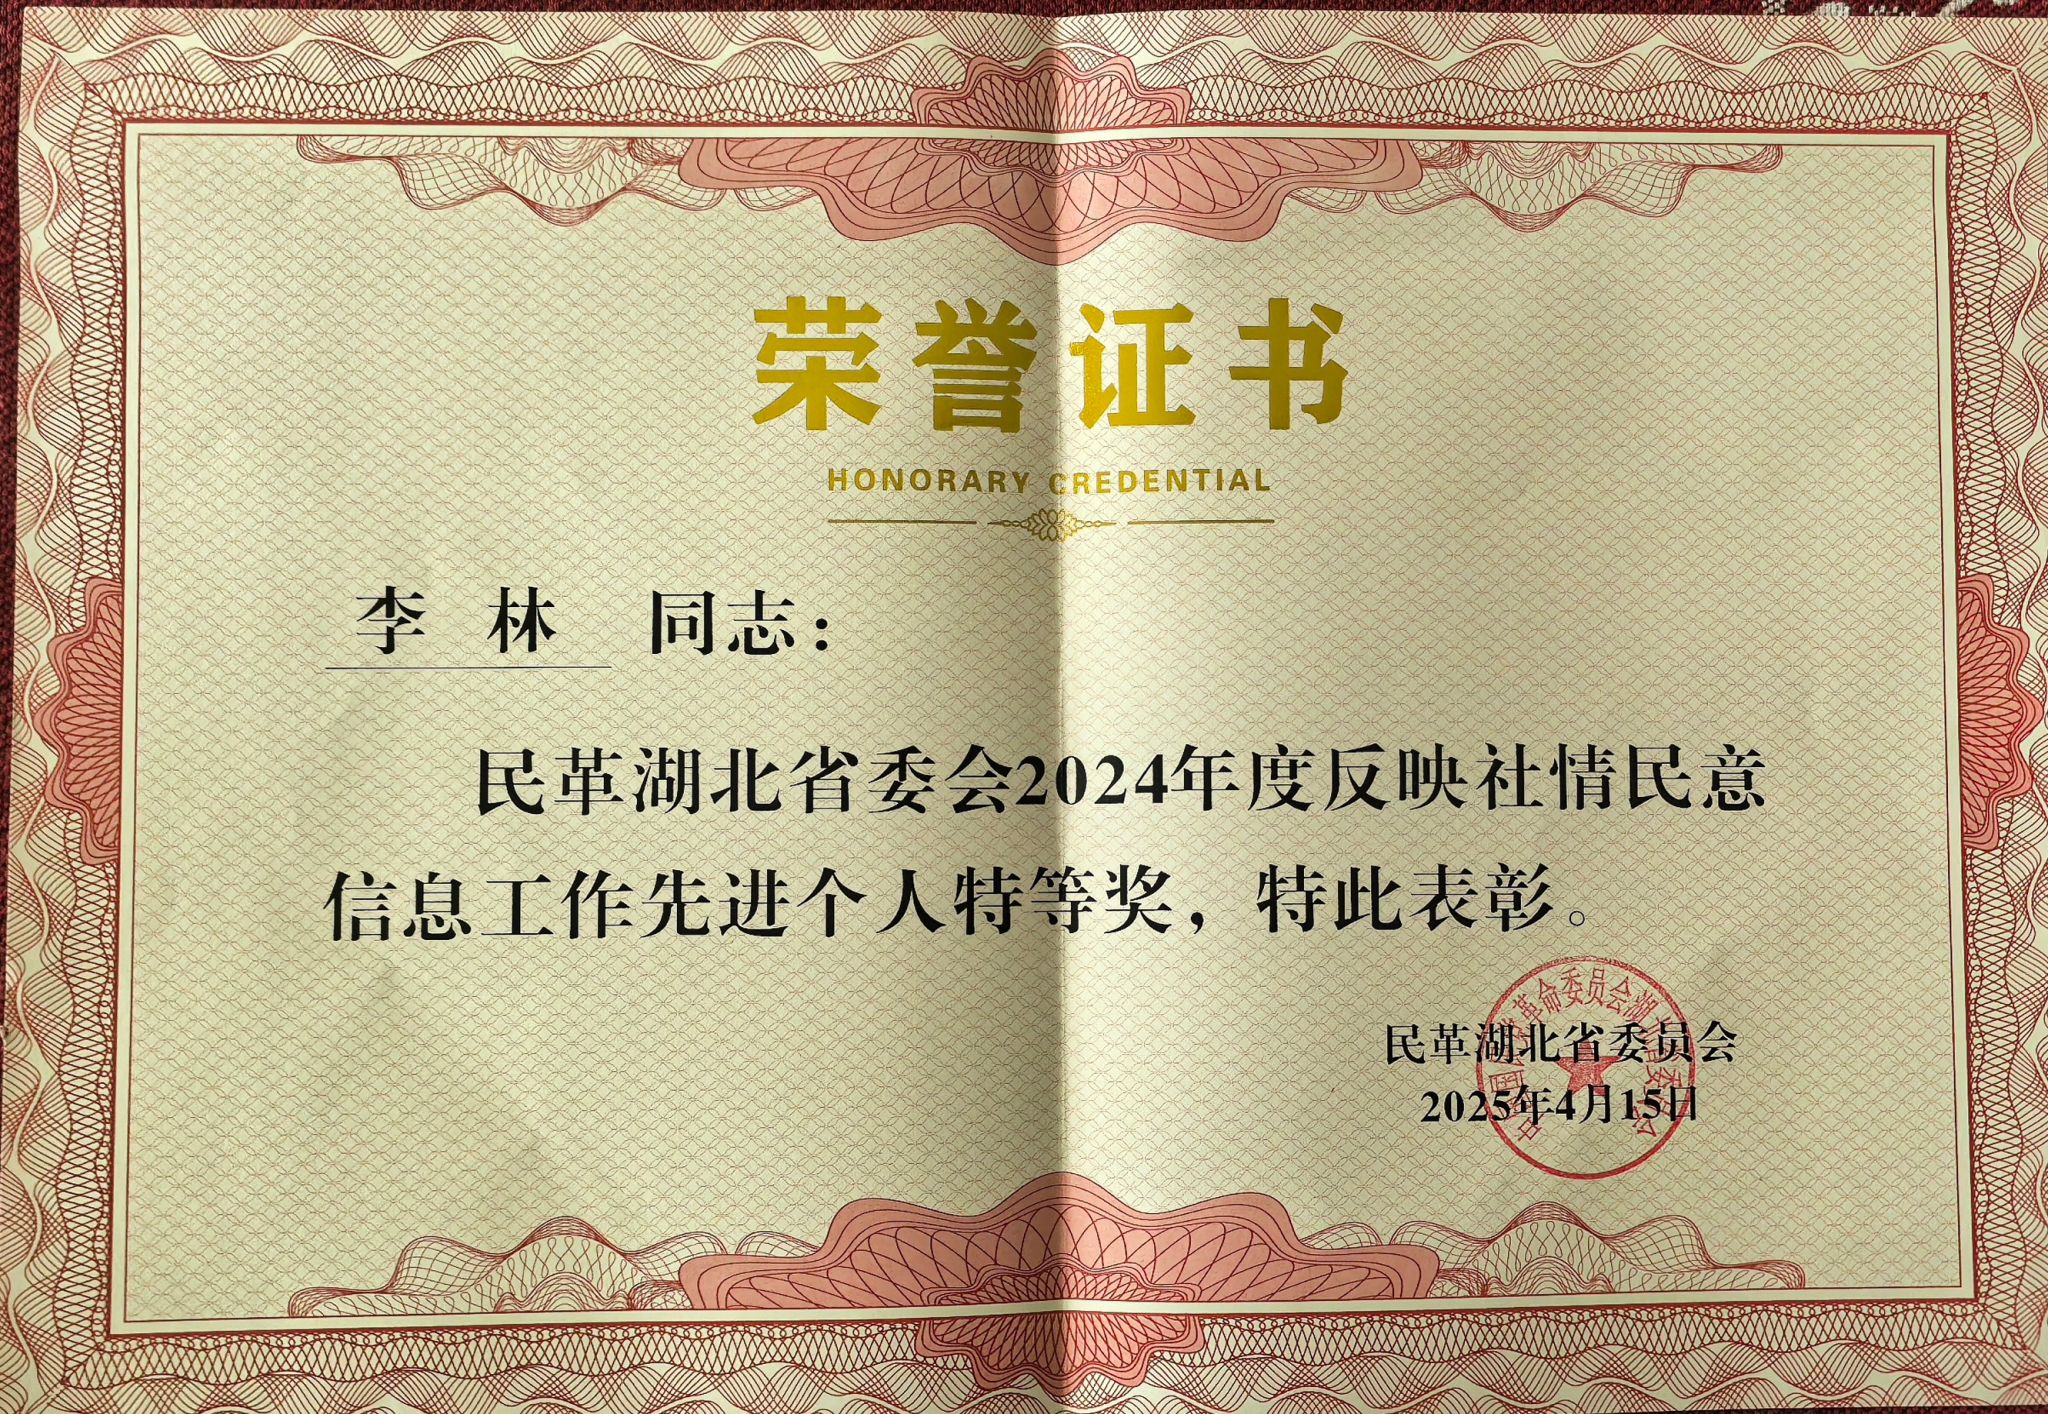 荣誉证书
HONORARY CREDENTIAL
李 林 同志：
民革湖北省委会2024年度反映社情民意
信息工作先进个人特等奖，特此表彰。
民革湖北省委员会
2025年4月15日